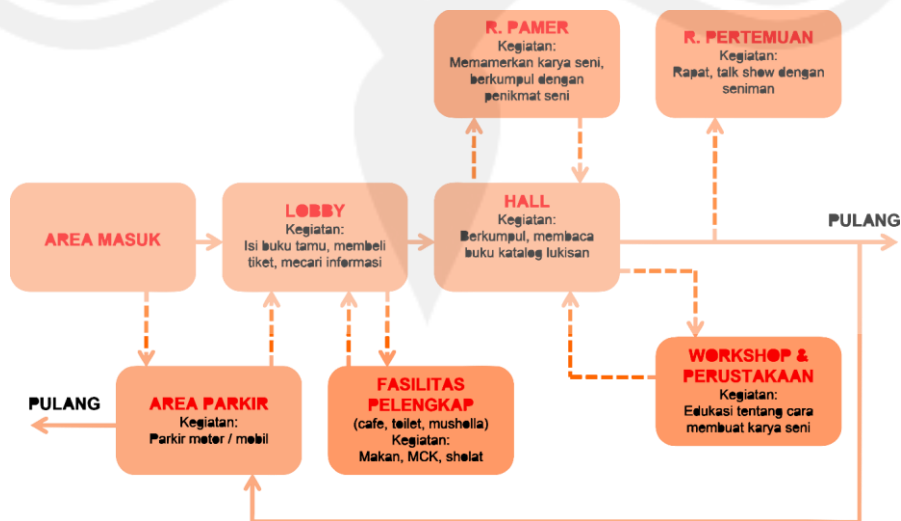 R. PAMER
Kegiatan:
Memamerkan karya seni,
berkumpul dengan
penikmat seni
R. PERTEMUAN
Kegiatan:
Rapat, talk show dengan
seniman
AREA MASUK
LOBBY
Kegiatan:
Isi buku tamu, membeli
tiket, mecari informasi
HALL
Kegiatan:
Berkumpul, membaca
buku katalog lukisan
PULANG
PULANG
AREA PARKIR
Kegiatan:
Parkir motor / mobil
FASILITAS
PELENGKAP
(cafe, toilet, musholla)
Kegiatan:
Makan, MCK, sholat
WORKSHOP &
PERUSTAKAAN
Kegiatan:
Edukasi tentang cara
membuat karya seni